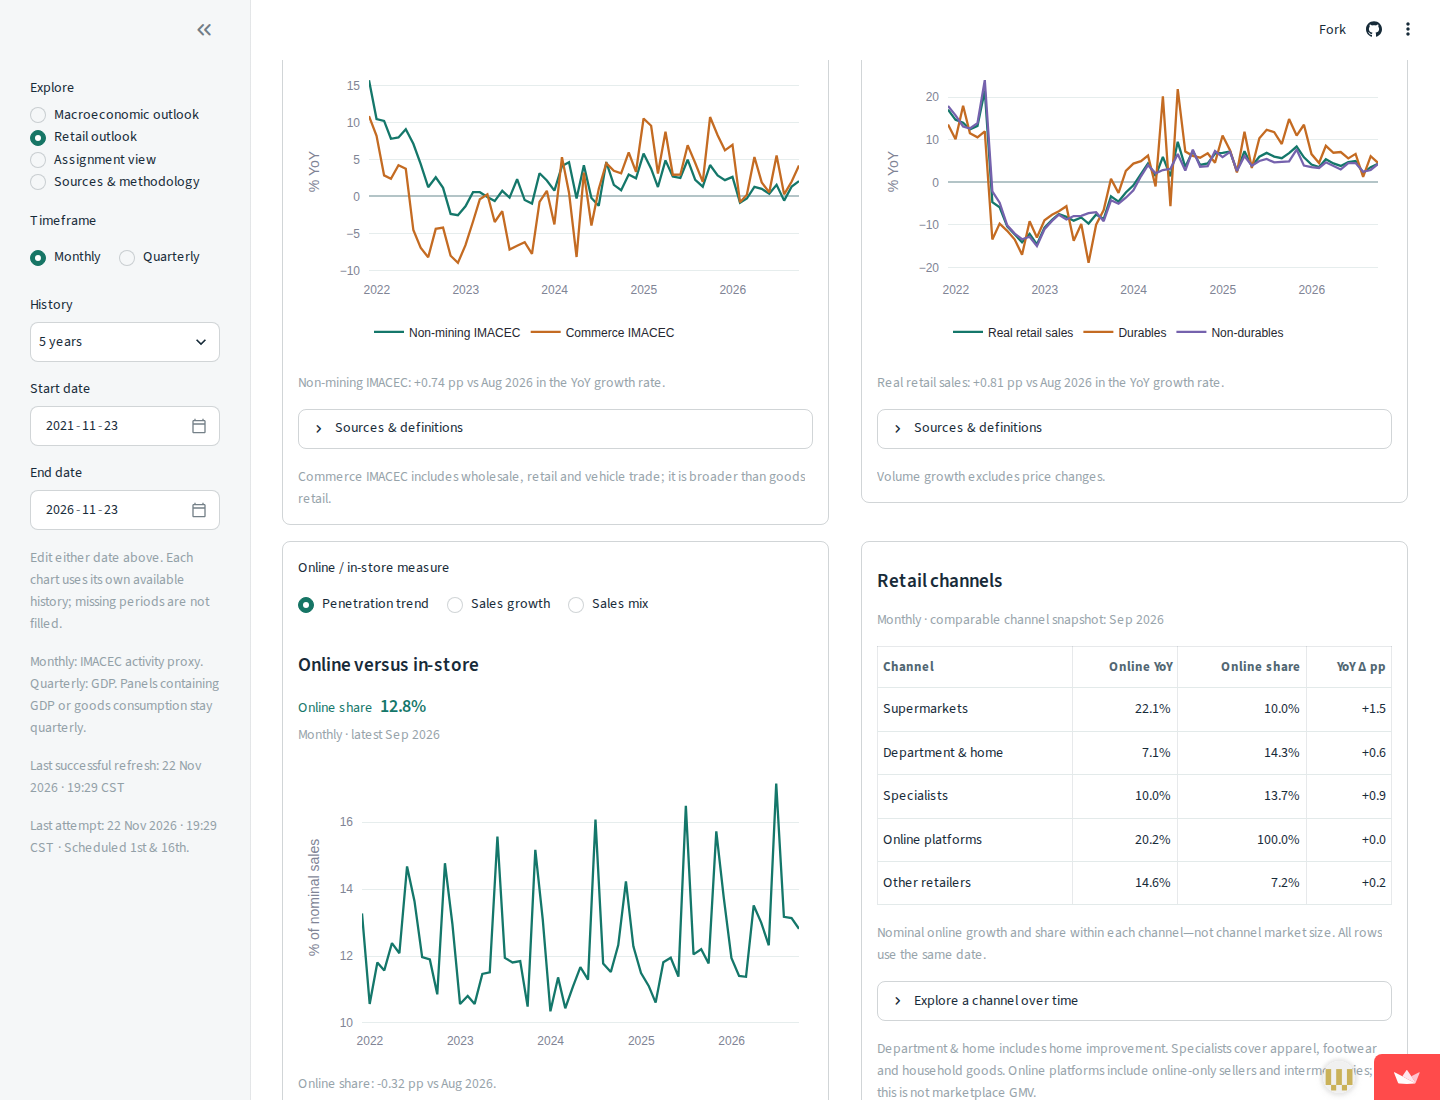 Fork
Explore
Macroeconomic outlook
Retail outlook
Assignment view
Sources & methodology
Timeframe
Monthly
Quarterly
History
5 years
Start date
2021-11-23
End date
2026-11-23
Edit either date above. Each
chart uses its own available
history; missing periods are not
filled.
Monthly: IMACEC activity proxy.
Quarterly: GDP. Panels containing
GDP or goods consumption stay
quarterly.
Last successful refresh: 22 Nov
2026 · 19:29 CST
Last attempt: 22 Nov 2026 · 19:29
CST · Scheduled 1st & 16th.
% YoY
15
10
5
0
−5
−10
2022
2023
2024
2025
2026
Non-mining IMACEC
Commerce IMACEC
Non-mining IMACEC: +0.74 pp vs Aug 2026 in the YoY growth rate.
Sources & definitions
Commerce IMACEC includes wholesale, retail and vehicle trade; it is broader than goods
retail.
% YoY
20
10
0
−10
−20
2022
2023
2024
2025
2026
Real retail sales
Durables
Non-durables
Real retail sales: +0.81 pp vs Aug 2026 in the YoY growth rate.
Sources & definitions
Volume growth excludes price changes.
Online / in-store measure
Penetration trend
Sales growth
Sales mix
Online versus in-store
Online share 12.8%
Monthly · latest Sep 2026
% of nominal sales
16
14
12
10
2022
2023
2024
2025
2026
Online share: -0.32 pp vs Aug 2026.
Retail channels
Monthly · comparable channel snapshot: Sep 2026
Channel Online YoY Online share YoY Δ pp
Supermarkets 22.1% 10.0% +1.5
Department & home 7.1% 14.3% +0.6
Specialists 10.0% 13.7% +0.9
Online platforms 20.2% 100.0% +0.0
Other retailers 14.6% 7.2% +0.2
Nominal online growth and share within each channel—not channel market size. All rows
use the same date.
Explore a channel over time
Department & home includes home improvement. Specialists cover apparel, footwear
and household goods. Online platforms include online-only sellers and
this is not marketplace GMV.